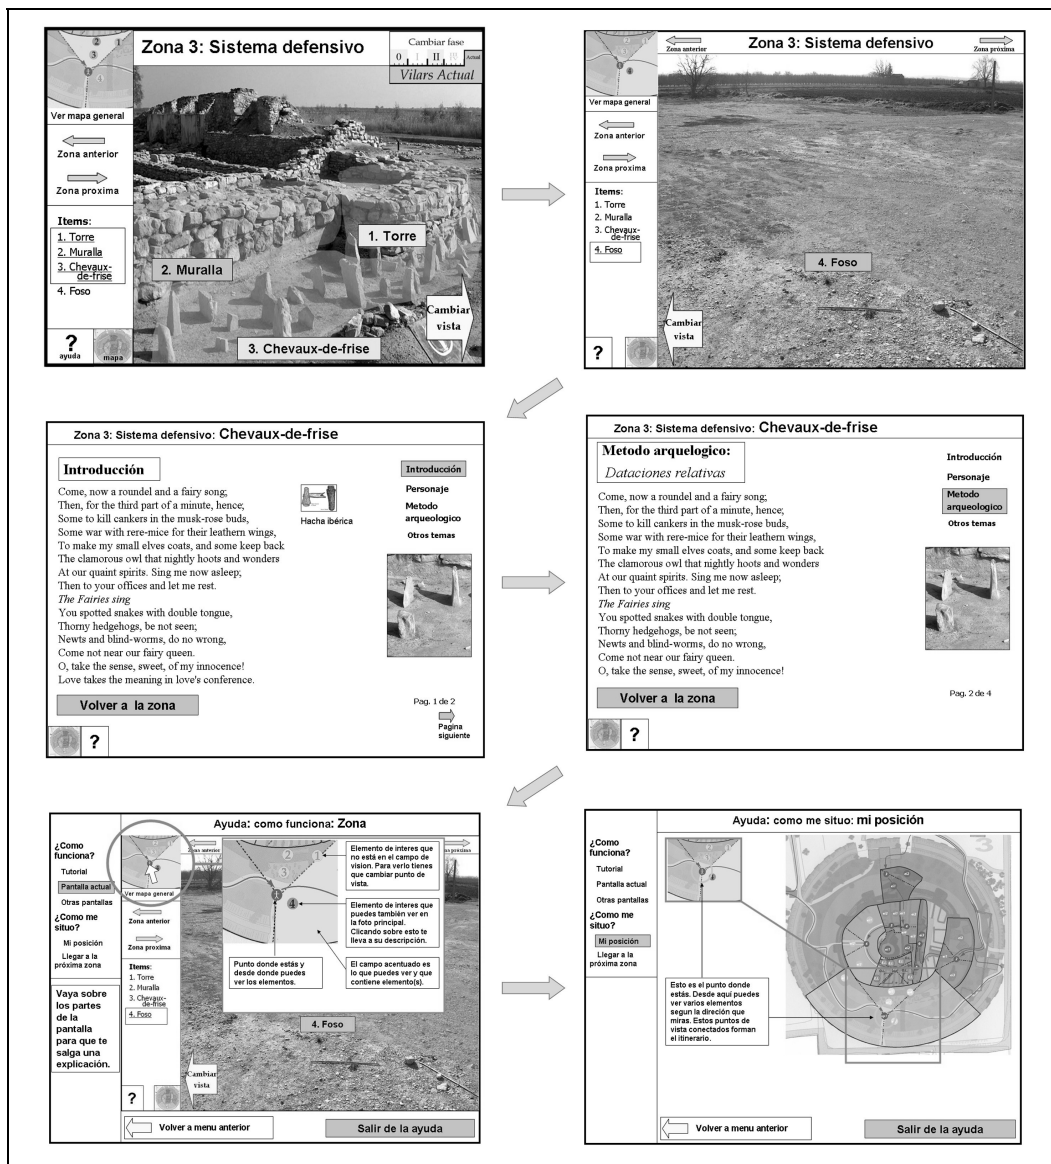 Zona 3: Sistema defensivo
Cambiar fase
0 I II III Actual
Vilars Actual
2 1
3
4
Ver mapa general
Zona anterior
Zona proxima
Items:
1. Torre
2. Muralla
3. Chevaux-
de-frise
4. Foso
?
ayuda
mapa
1. Torre
2. Muralla
3. Chevaux-de-frise
Cambiar
vista
Zona anterior
Zona 3: Sistema defensivo
Zona próxima
4
Ver mapa general
Zona anterior
Zona proxima
Items:
1. Torre
2. Muralla
3. Chevaux-
de-frise
4. Foso
?
4. Foso
Cambiar
vista
Zona 3: Sistema defensivo: Chevaux-de-frise
Introducción
Come, now a roundel and a fairy song;
Then, for the third part of a minute, hence;
Some to kill cankers in the musk-rose buds,
Some war with rere-mice for their leathern wings,
To make my small elves coats, and some keep back
The clamorous owl that nightly hoots and wonders
At our quaint spirits. Sing me now asleep;
Then to your offices and let me rest.
The Fairies sing
You spotted snakes with double tongue,
Thorny hedgehogs, be not seen;
Newts and blind-worms, do no wrong,
Come not near our fairy queen.
O, take the sense, sweet, of my innocence!
Love takes the meaning in love's conference.
Hacha ibérica
Introducción
Personaje
Metodo
arqueologico
Otros temas
Volver a la zona
Pag. 1 de 2
Pagina
siguiente
?
Zona 3: Sistema defensivo: Chevaux-de-frise
Metodo arquelogico:
Dataciones relativas
Come, now a roundel and a fairy song;
Then, for the third part of a minute, hence;
Some to kill cankers in the musk-rose buds,
Some war with rere-mice for their leathern wings,
To make my small elves coats, and some keep back
The clamorous owl that nightly hoots and wonders
At our quaint spirits. Sing me now asleep;
Then to your offices and let me rest.
The Fairies sing
You spotted snakes with double tongue,
Thorny hedgehogs, be not seen;
Newts and blind-worms, do no wrong,
Come not near our fairy queen.
O, take the sense, sweet, of my innocence!
Introducción
Personaje
Metodo
arqueologico
Otros temas
Volver a la zona
Pag. 2 de 4
?
Ayuda: como funciona: Zona
¿Como
funciona?
Tutorial
Pantalla actual
Otras pantallas
¿Como me
situo?
Mi posición
Llegar a la
próxima zona
Vaya sobre
los partes
de la
pantalla
para que te
salga una
explicación.
Ver mapa general
Zona anterior
Zona proxima
Items:
1. Torre
2. Muralla
3. Chevaux-
de-frise
4. Foso
?
2 1
3
4
Elemento de interes que
no está en el campo de
vision. Para verlo tienes
que cambiar punto de
vista.
Elemento de interes que
puedes también ver en
la foto principal.
Clicando sobre esto te
lleva a su descripción.
Punto donde estás y
desde donde puedes
ver los elementos.
El campo acentuado es
lo que puedes ver y que
contiene elemento(s).
4. Foso
Cambiar
vista
Volver a menu anterior
Salir de la ayuda
Ayuda: como me situo: mi posición
¿Como
funciona?
Tutorial
Pantalla actual
Otras pantallas
¿Como me
situo?
Mi posición
Llegar a la
próxima zona
Esto es el punto donde
estás. Desde aquí puedes
ver varios elementos
segun la direción que
miras. Estos puntos de
vista conectados forman
el itinerario.
Volver a menu anterior
Salir de la ayuda